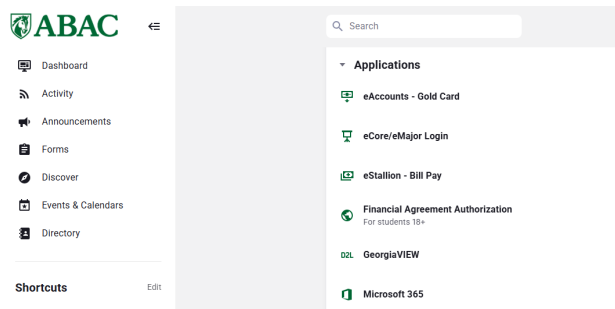 ABAC
Dashboard
Activity
Announcements
Forms
Discover
Events & Calendars
Directory
Shortcuts Edit
Search
Applications
eAccounts - Gold Card
eCore/eMajor Login
eStallion - Bill Pay
Financial Agreement Authorization
For students 18+
D2L GeorgiaVIEW
Microsoft 365